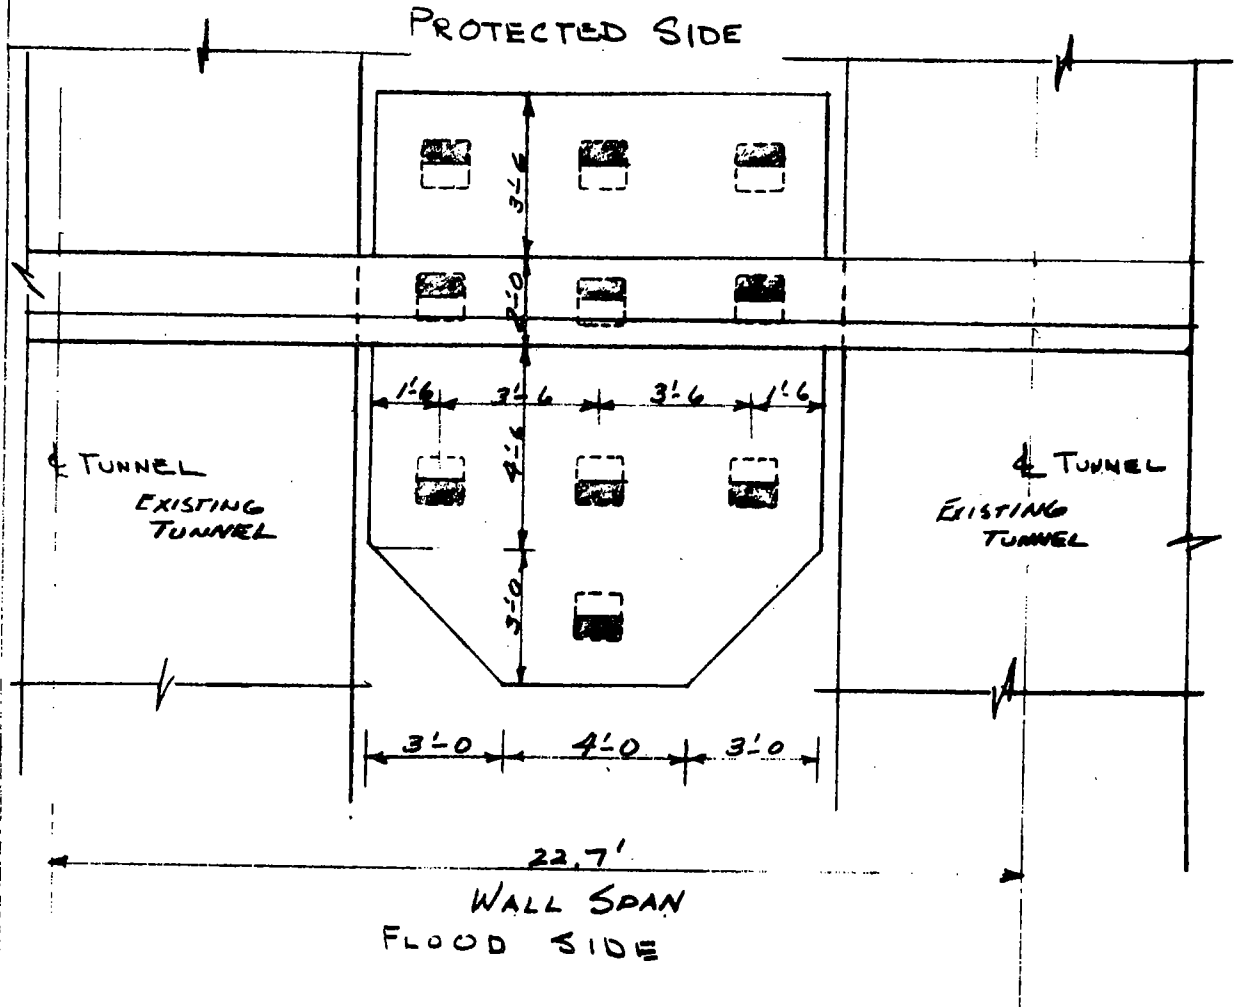 PROTECTED SIDE
3'-6
2'-0
1'-6 3'-6 3'-6 1'-6
4'-6
℄ TUNNEL
EXISTING
TUNNEL
℄ TUNNEL
EXISTING
TUNNEL
3'-0
3'-0 4'-0 3'-0
22.7'
WALL SPAN
FLOOD SIDE